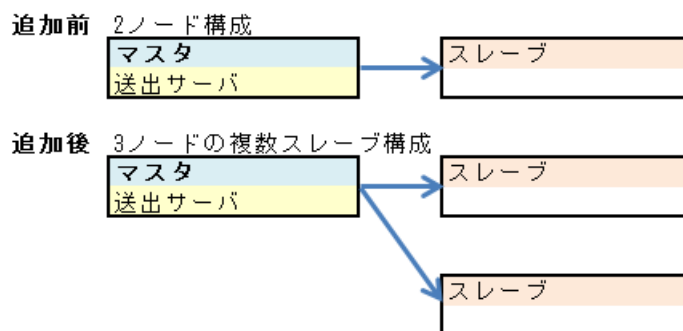 追加前 2ノード構成
マスタ
送出サーバ
スレーブ
追加後 3ノードの複数スレーブ構成
マスタ
送出サーバ
スレーブ
スレーブ